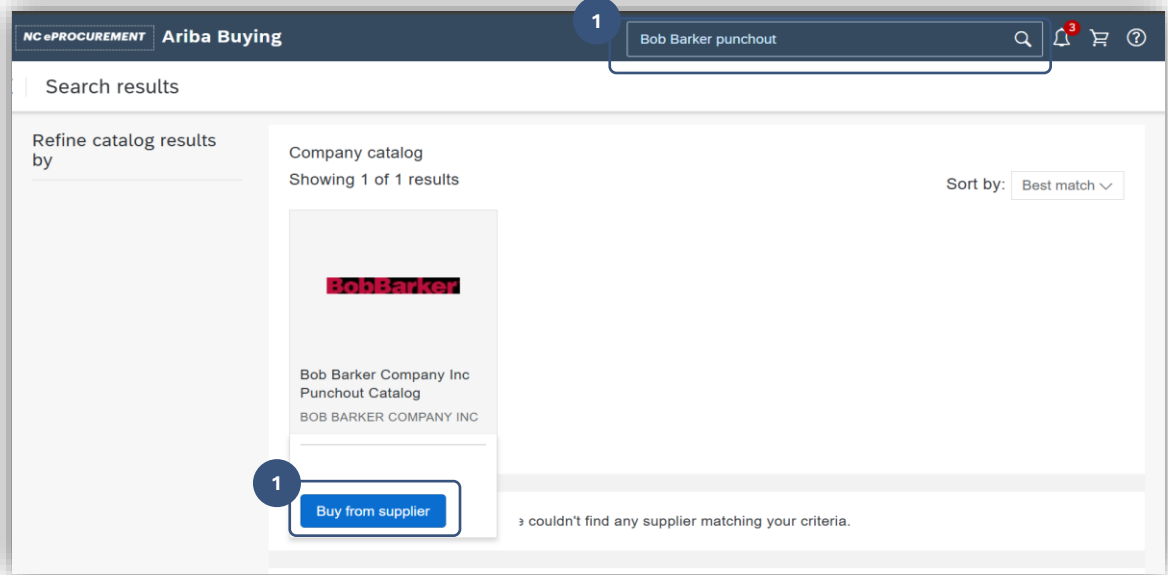 1
NC ePROCUREMENT Ariba Buying
Bob Barker punchout
3
Search results
Refine catalog results
by
Company catalog
Showing 1 of 1 results
Sort by: Best match
BobBarker
Bob Barker Company Inc
Punchout Catalog
BOB BARKER COMPANY INC
1
Buy from supplier
couldn't find any supplier matching your criteria.